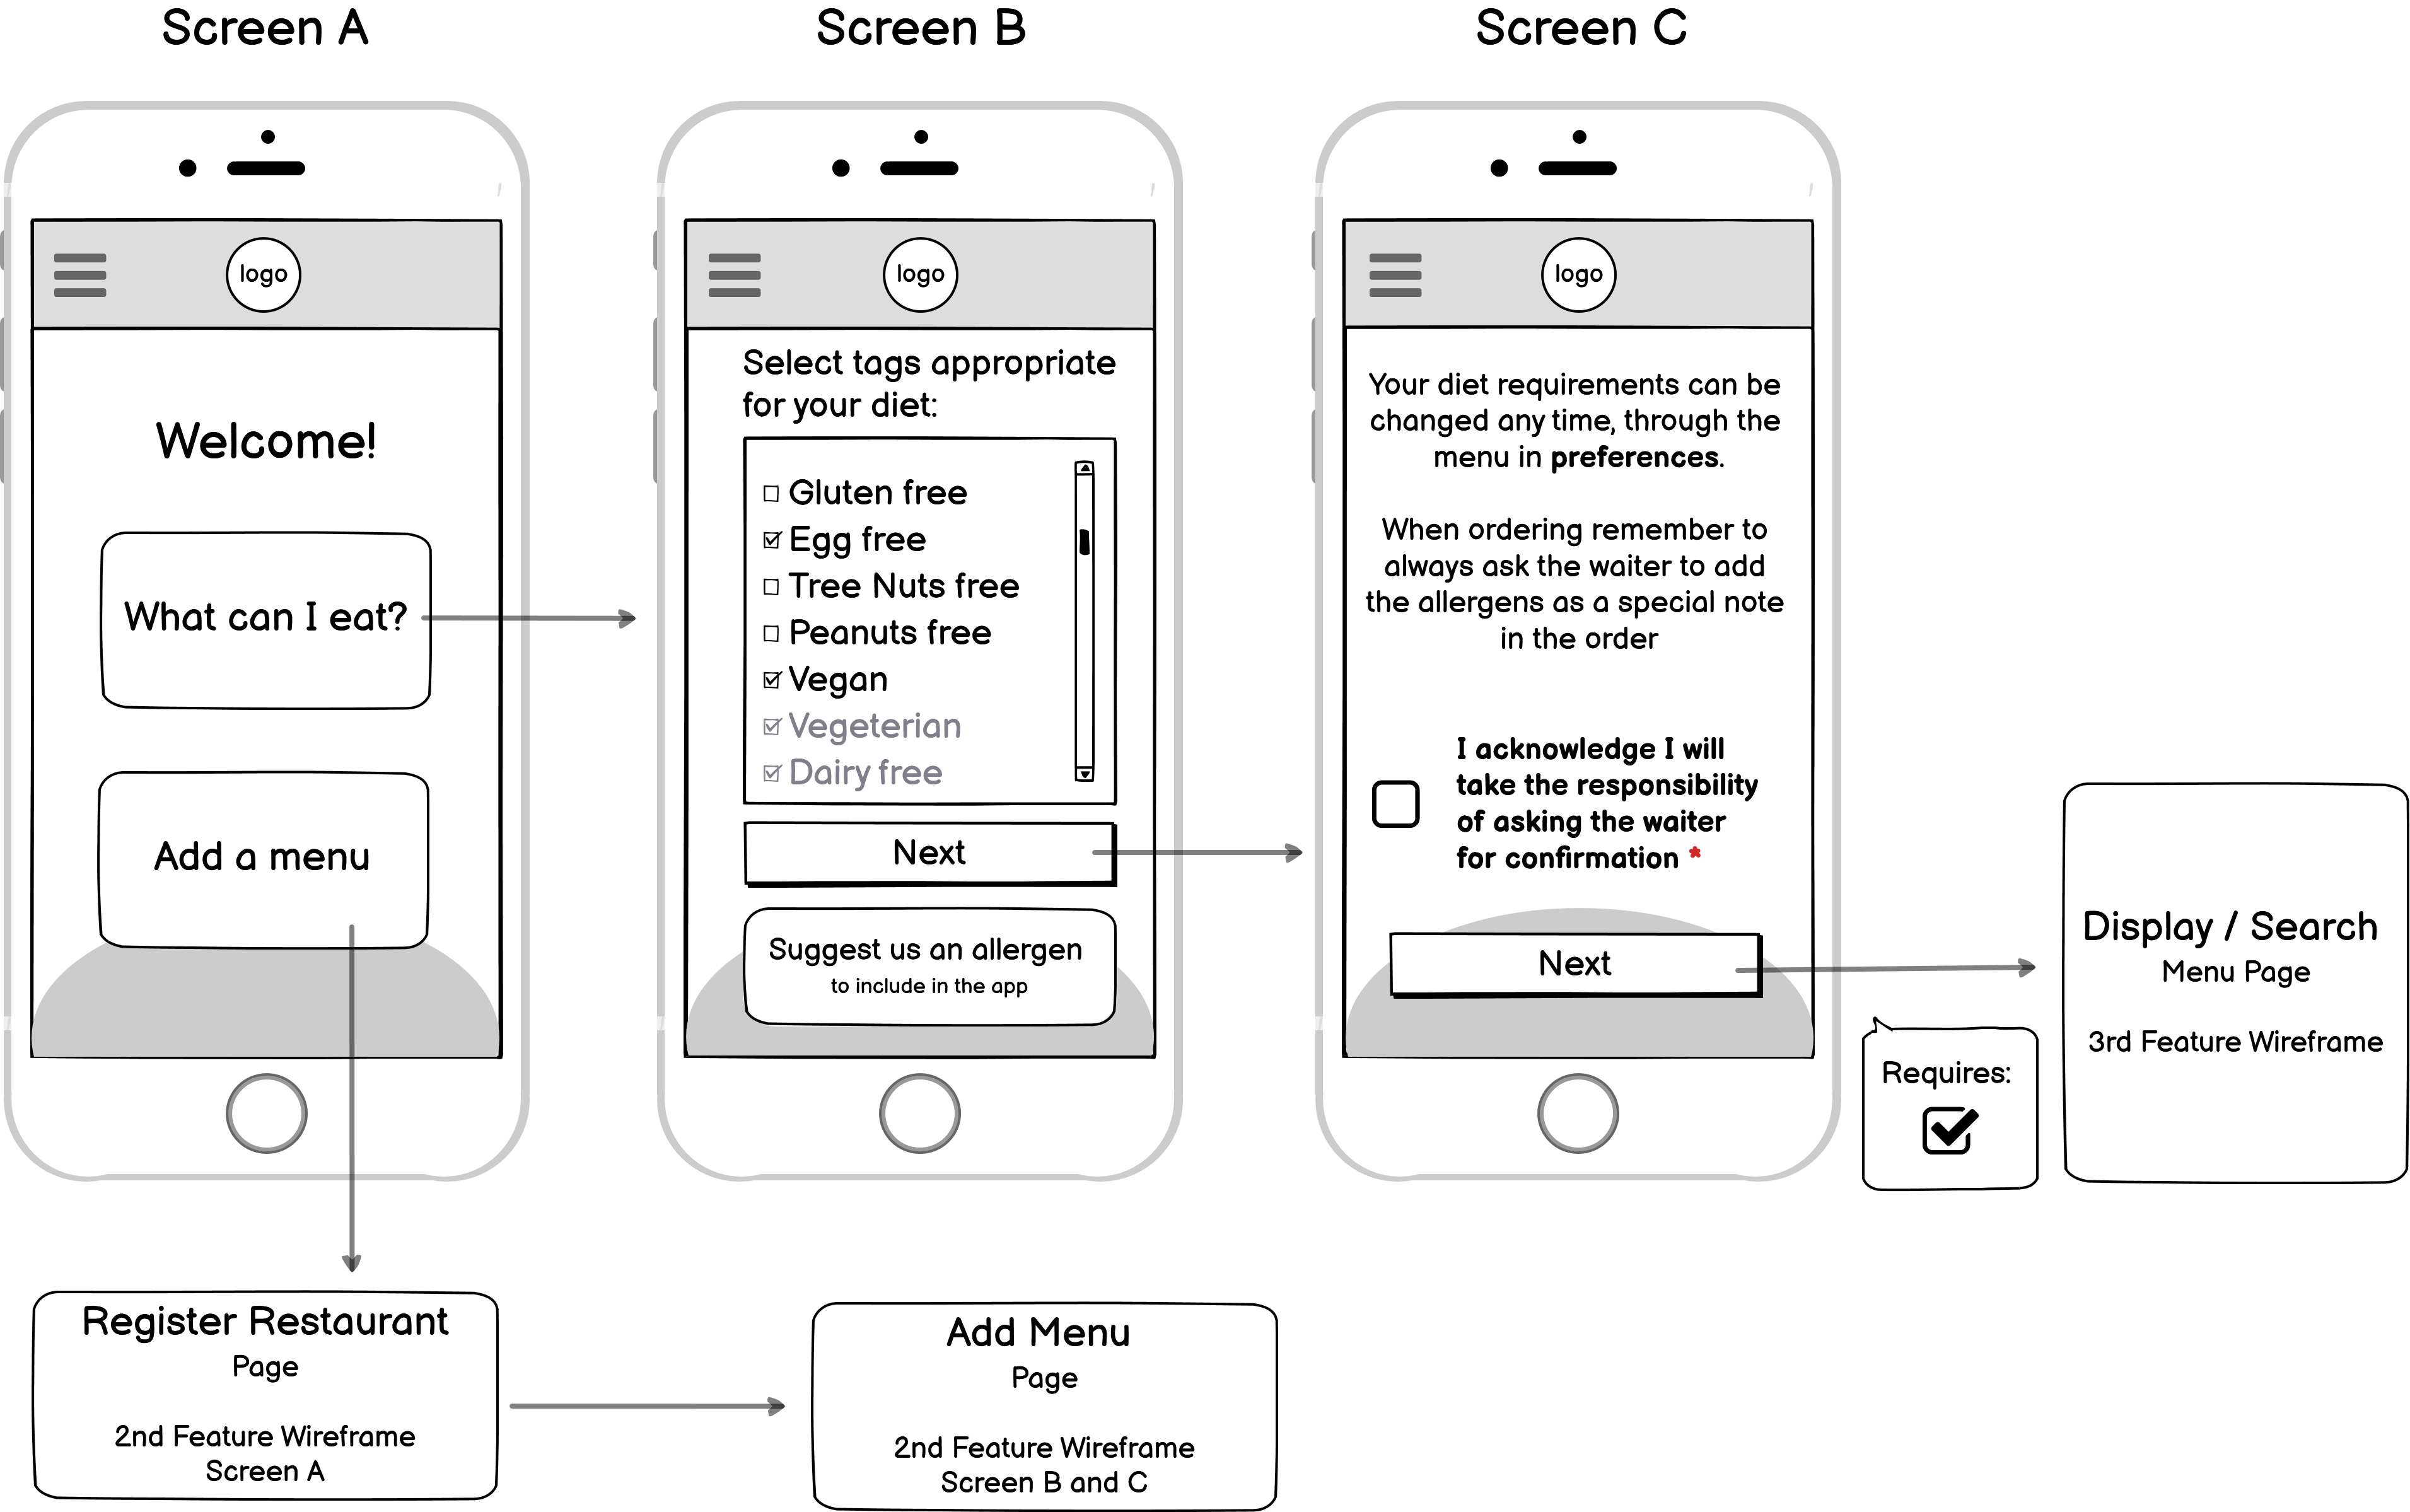 Screen A
logo
Welcome!
What can I eat?
Add a menu
Screen B
logo
Select tags appropriate
for your diet:
Gluten free
Egg free
Tree Nuts free
Peanuts free
Vegan
Vegeterian
Dairy free
Next
Suggest us an allergen
to include in the app
Screen C
logo
Your diet requirements can be
changed any time, through the
menu in preferences.
When ordering remember to
always ask the waiter to add
the allergens as a special note
in the order
I acknowledge I will
take the responsibility
of asking the waiter
for confirmation *
Next
Requires:
Display / Search
Menu Page
3rd Feature Wireframe
Register Restaurant
Page
2nd Feature Wireframe
Screen A
Add Menu
Page
2nd Feature Wireframe
Screen B and C